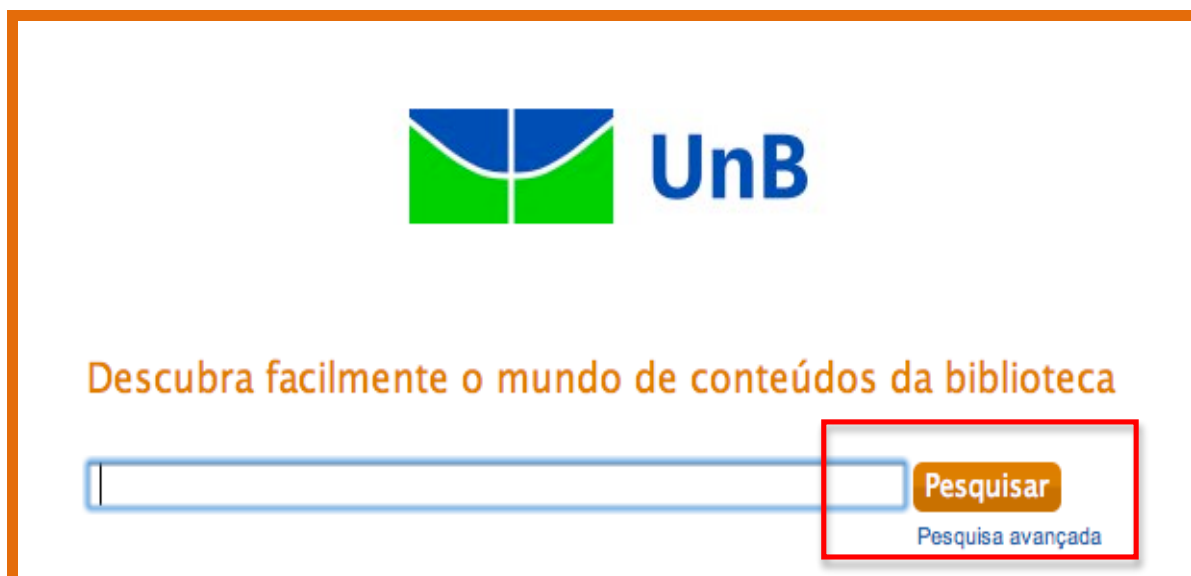 UnB
Descubra facilmente o mundo de conteúdos da biblioteca
Pesquisar
Pesquisa avançada